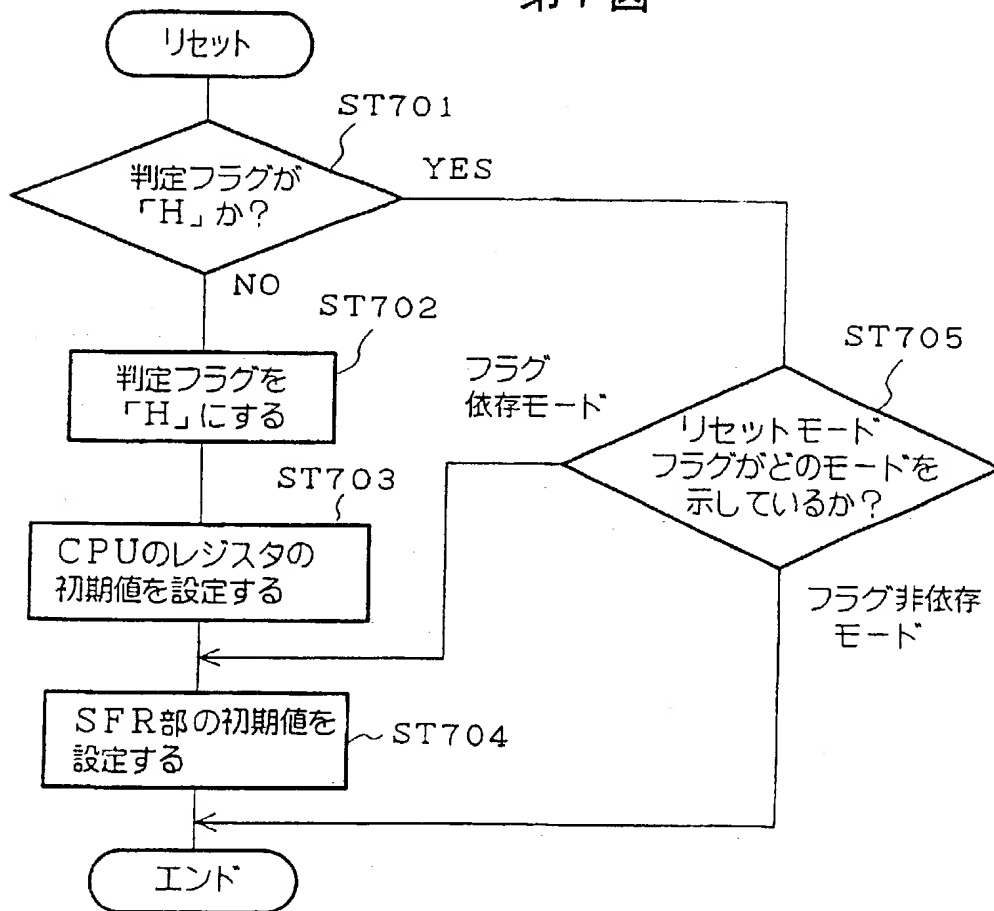 リセット
ST701
判定フラグが
「H」か?
YES
NO
ST702
判定フラグを
「H」にする
ST703
CPUのレジスタの
初期値を設定する
フラグ
依存モード
ST705
リセットモード
フラグがどのモードを
示しているか?
フラグ非依存
モード
SFR部の初期値を
設定する
ST704
エンド